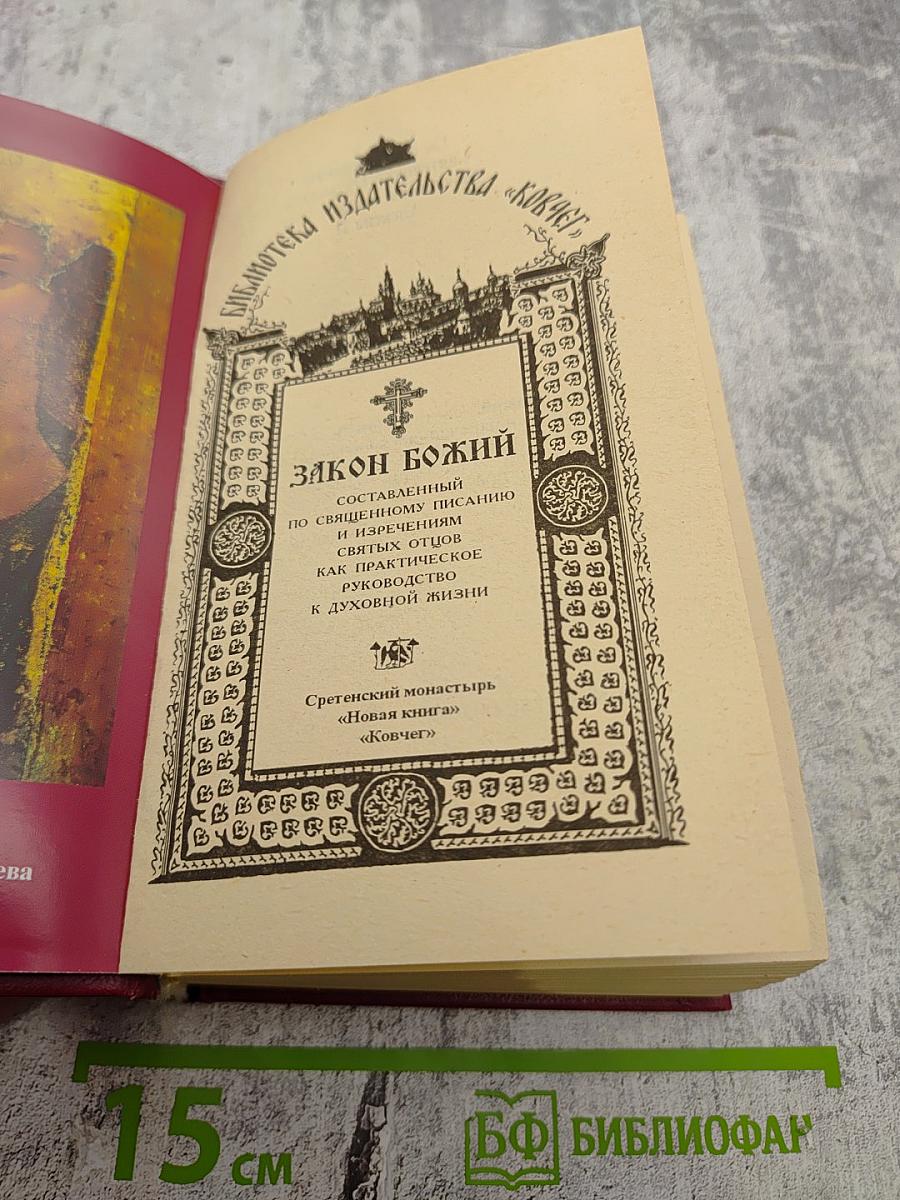 БИБЛИОТЕКА ИЗДАТЕЛЬСТВА «КОВЧЕГ»
ЗАКОН БОЖИЙ
СОСТАВЛЕННЫЙ
ПО СВЯЩЕННОМУ ПИСАНИЮ
И ИЗРЕЧЕНИЯМ
СВЯТЫХ ОТЦОВ
КАК ПРАКТИЧЕСКОЕ
РУКОВОДСТВО
К ДУХОВНОЙ ЖИЗНИ
Сретенский монастырь
«Новая книга»
«Ковчег»
ева
15 см
БФ БИБЛИОФАН